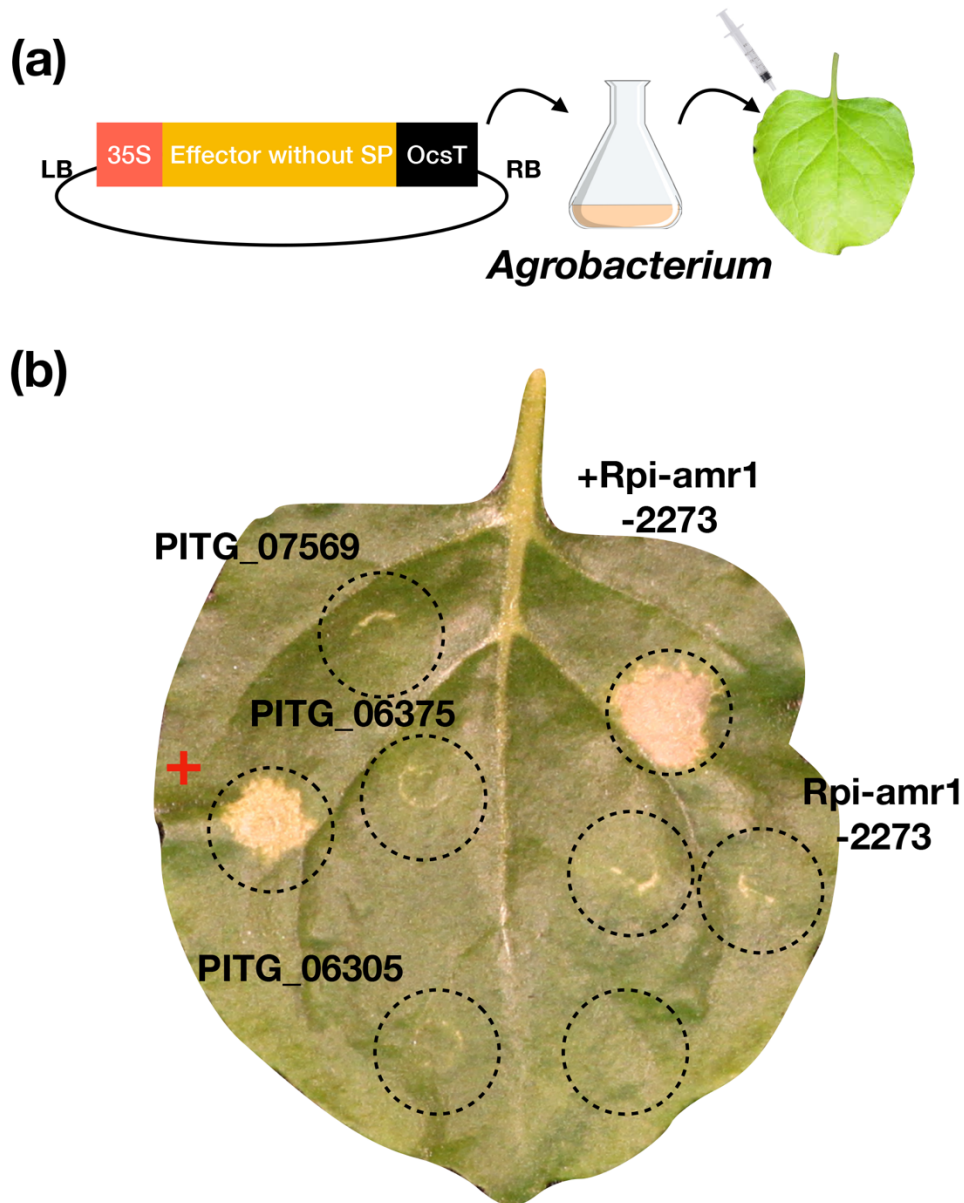 (a)
35S
Effector without SP
OcsT
LB
RB
Agrobacterium
(b)
+Rpi-amr1
-2273
PITG_07569
PITG_06375
+
Rpi-amr1
-2273
PITG_06305